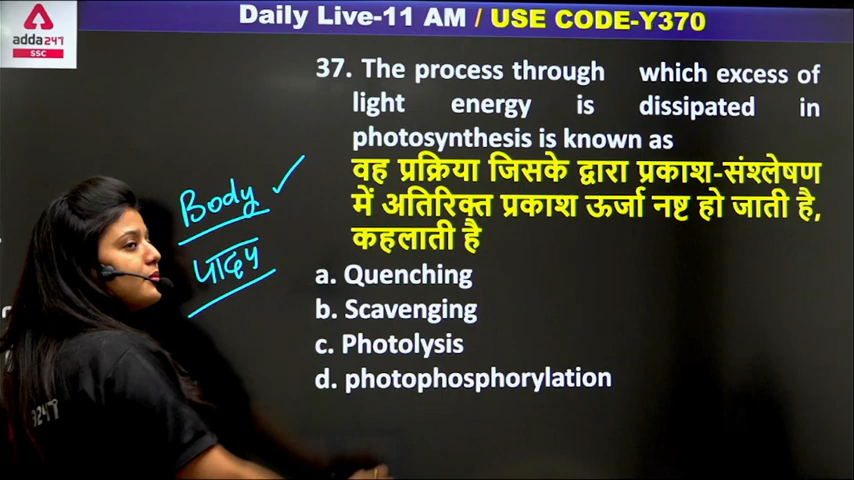 Daily Live-11 AM / USE CODE-Y370
adda247
SSC
37. The process through which excess of
light energy is dissipated in
photosynthesis is known as
वह प्रक्रिया जिसके द्वारा प्रकाश-संश्लेषण
में अतिरिक्त प्रकाश ऊर्जा नष्ट हो जाती है,
कहलाती है
a. Quenching
b. Scavenging
c. Photolysis
d. photophosphorylation
Body
पादप